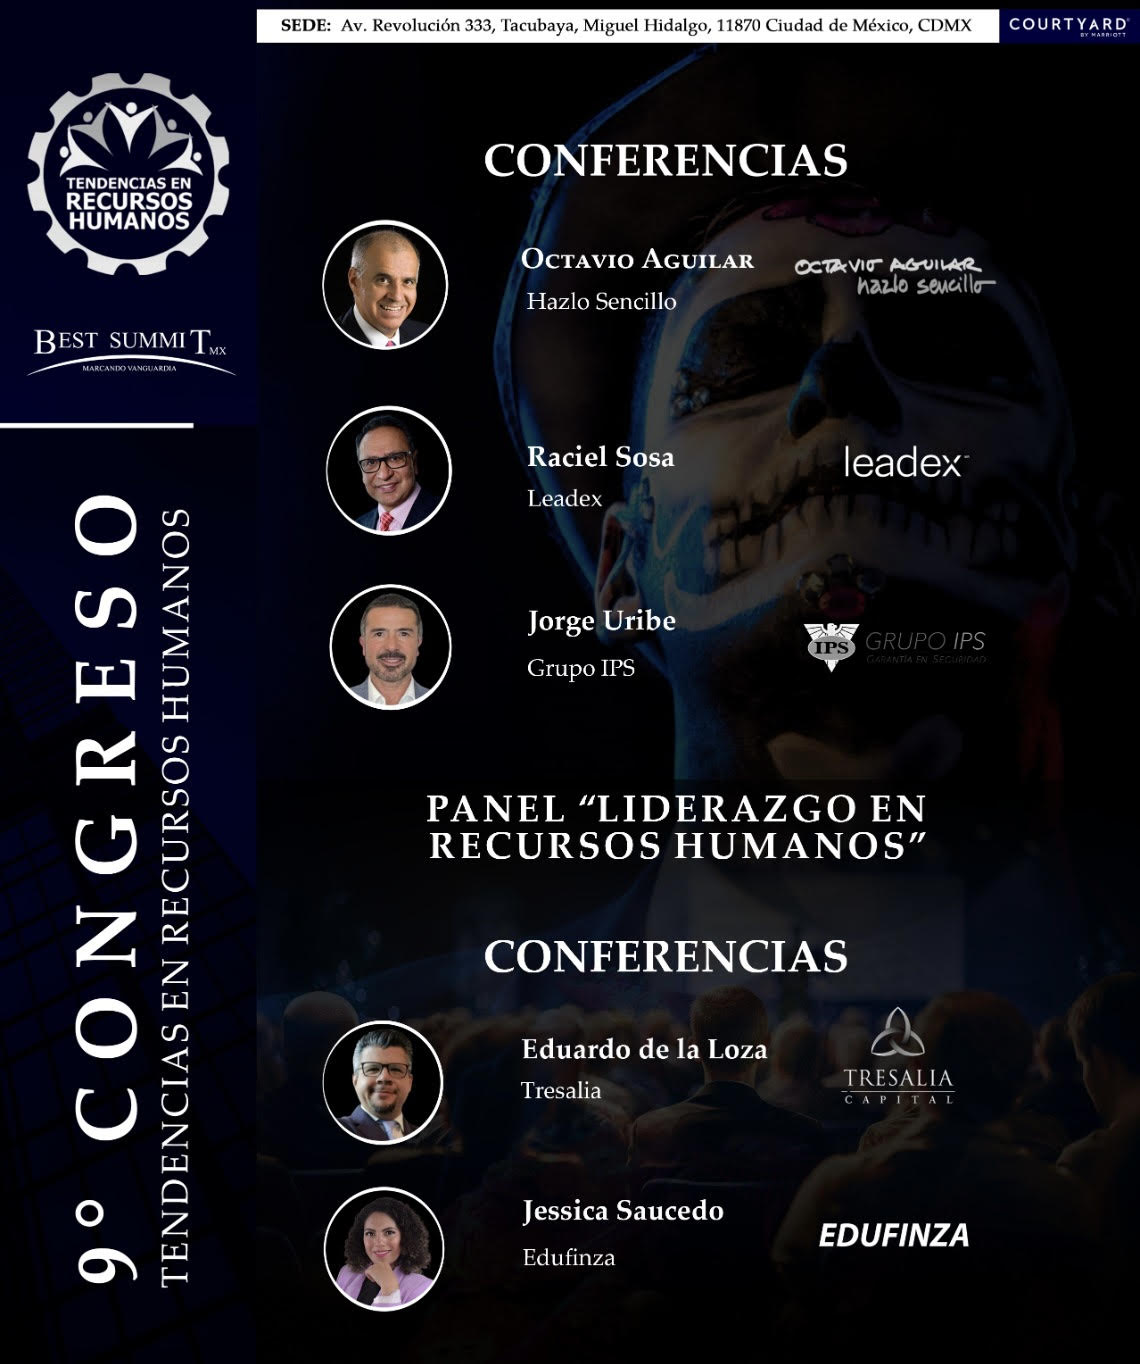 SEDE: Av. Revolución 333, Tacubaya, Miguel Hidalgo, 11870 Ciudad de México, CDMX
COURTYARD
BY MARRIOTT
TENDENCIAS EN
RECURSOS
HUMANOS
BEST SUMMIT MX
MARCANDO VANGUARDIA
9° CONGRESO
TENDENCIAS EN RECURSOS HUMANOS
CONFERENCIAS
OCTAVIO AGUILAR
Hazlo Sencillo
OCTAVIO AGUILAR
hazlo sencillo
Raciel Sosa
Leadex
leadex
Jorge Uribe
Grupo IPS
IPS
GRUPO IPS
GARANTÍA EN SEGURIDAD
PANEL “LIDERAZGO EN
RECURSOS HUMANOS”
CONFERENCIAS
Eduardo de la Loza
Tresalia
TRESALIA
CAPITAL
Jessica Saucedo
Edufinza
EDUFINZA